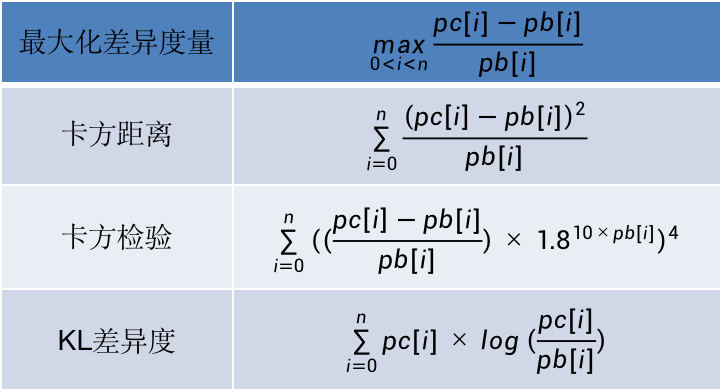 最大化差异度量 max 0<i<n (pc[i] − pb[i]) / pb[i]
卡方距离 n ∑ i=0 (pc[i] − pb[i])² / pb[i]
卡方检验 n ∑ i=0 (((pc[i] − pb[i]) / pb[i]) × 1.8^(10 × pb[i]))⁴
KL差异度 n ∑ i=0 pc[i] × log (pc[i] / pb[i])